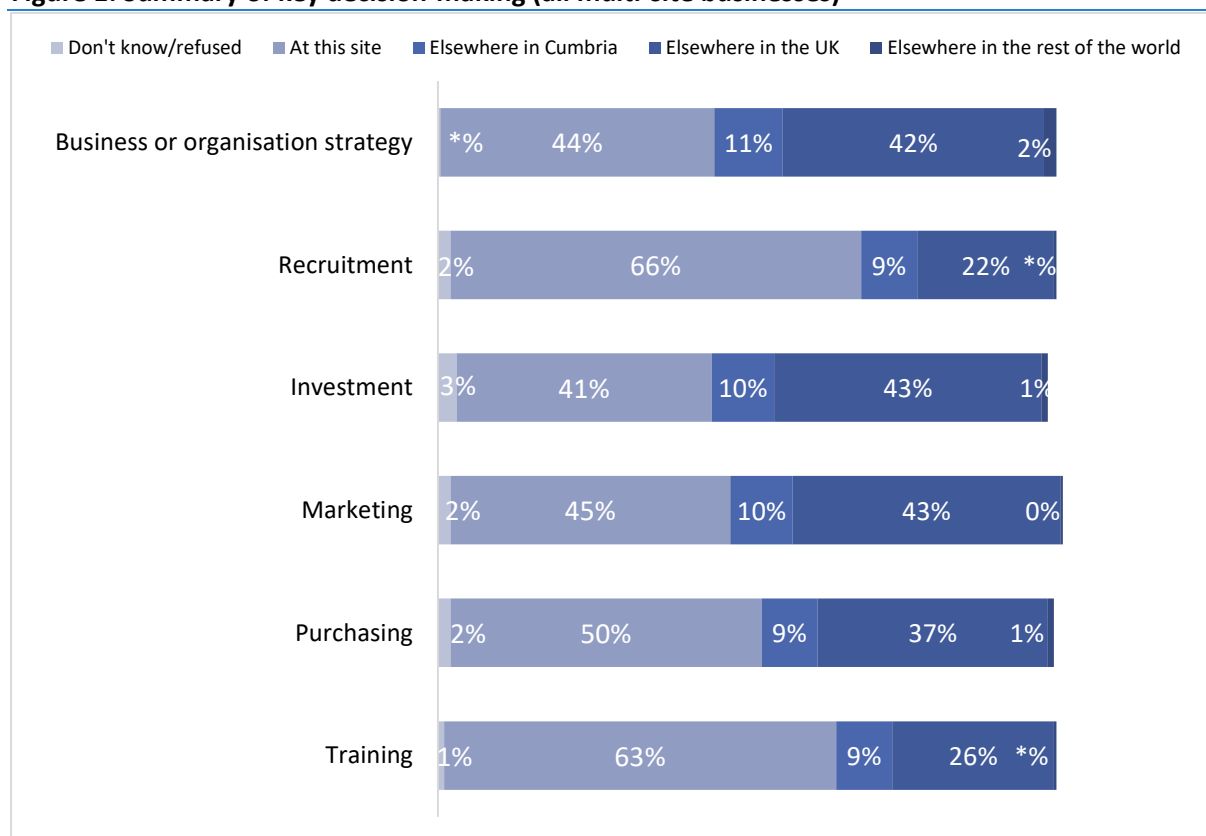 Don't know/refused At this site Elsewhere in Cumbria Elsewhere in the UK Elsewhere in the rest of the world
Business or organisation strategy *% 44% 11% 42% 2%
Recruitment 2% 66% 9% 22% *%
Investment 3% 41% 10% 43% 1%
Marketing 2% 45% 10% 43% 0%
Purchasing 2% 50% 9% 37% 1%
Training 1% 63% 9% 26% *%